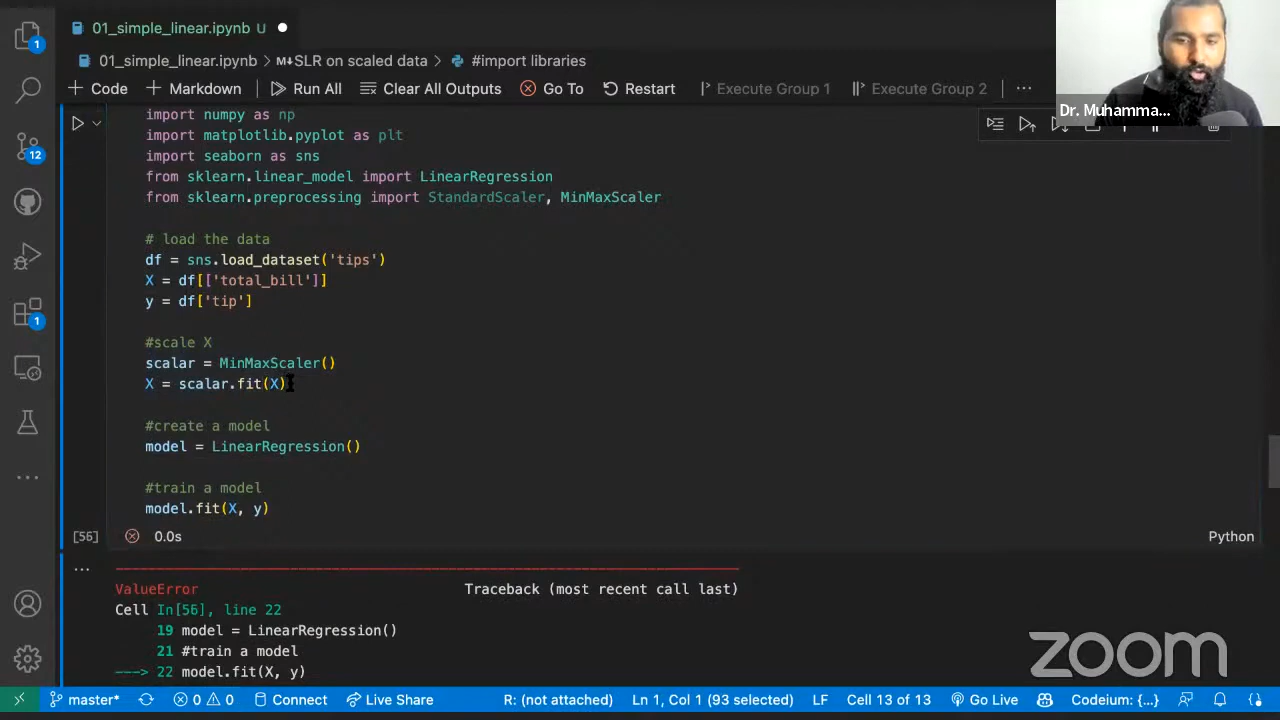 01_simple_linear.ipynb U
01_simple_linear.ipynb > M↓SLR on scaled data > #import libraries
+ Code + Markdown Run All Clear All Outputs Go To Restart Execute Group 1 Execute Group 2 ...
Dr. Muhamma...
1
12
1
import numpy as np
import matplotlib.pyplot as plt
import seaborn as sns
from sklearn.linear_model import LinearRegression
from sklearn.preprocessing import StandardScaler, MinMaxScaler
# load the data
df = sns.load_dataset('tips')
X = df[['total_bill']]
y = df['tip']
#scale X
scalar = MinMaxScaler()
X = scalar.fit(X)
#create a model
model = LinearRegression()
#train a model
model.fit(X, y)
[56] 0.0s Python
...
ValueError Traceback (most recent call last)
Cell In[56], line 22
19 model = LinearRegression()
21 #train a model
---> 22 model.fit(X, y)
zoom
master* 0 0 Connect Live Share R: (not attached) Ln 1, Col 1 (93 selected) LF Cell 13 of 13 Go Live Codeium: {...}